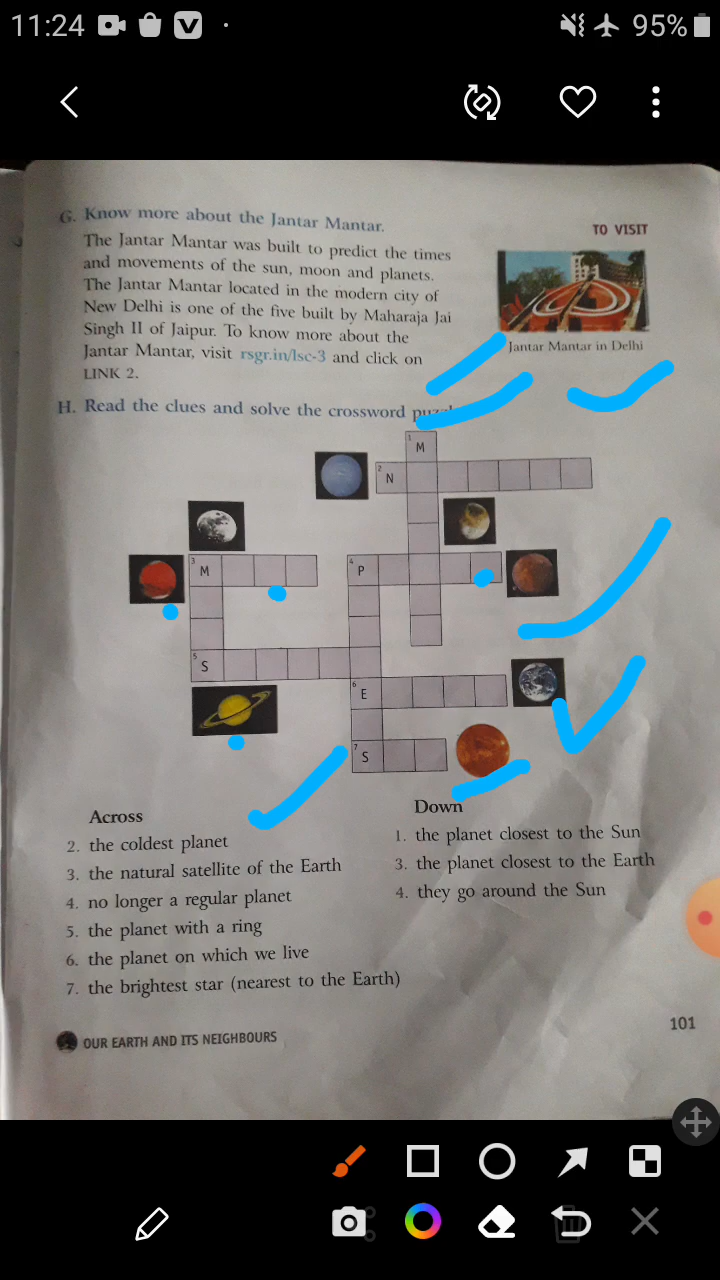 11:24
95%
G. Know more about the Jantar Mantar.
The Jantar Mantar was built to predict the times
and movements of the sun, moon and planets.
The Jantar Mantar located in the modern city of
New Delhi is one of the five built by Maharaja Jai
Singh II of Jaipur. To know more about the
Jantar Mantar, visit rsgr.in/lsc-3 and click on
LINK 2.
TO VISIT
Jantar Mantar in Delhi
H. Read the clues and solve the crossword
1 M
2 N
3 M
4 P
5 S
6 E
7 S
Across
2. the coldest planet
3. the natural satellite of the Earth
4. no longer a regular planet
5. the planet with a ring
6. the planet on which we live
7. the brightest star (nearest to the Earth)
Down
1. the planet closest to the Sun
3. the planet closest to the Earth
4. they go around the Sun
101
OUR EARTH AND ITS NEIGHBOURS